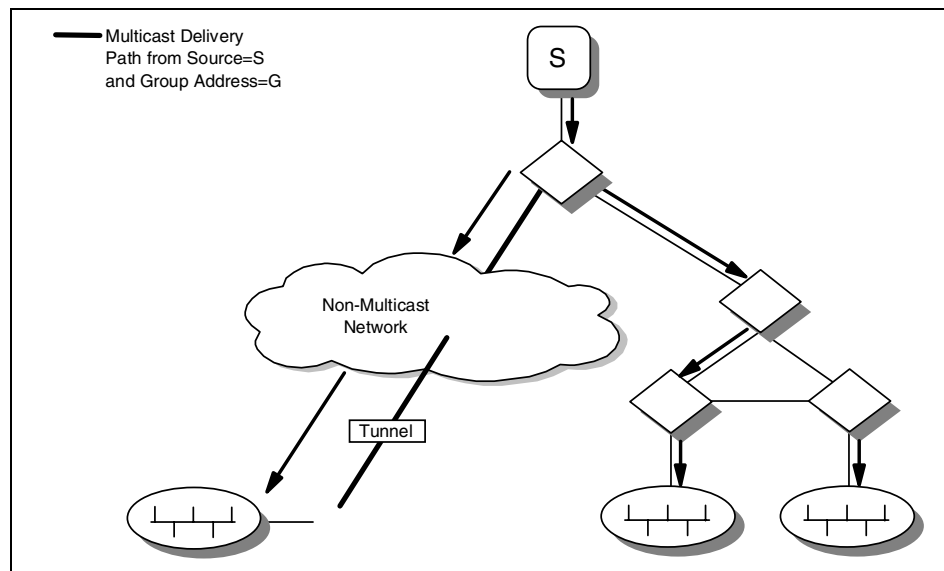 Multicast Delivery
Path from Source=S
and Group Address=G
S
Non-Multicast
Network
Tunnel